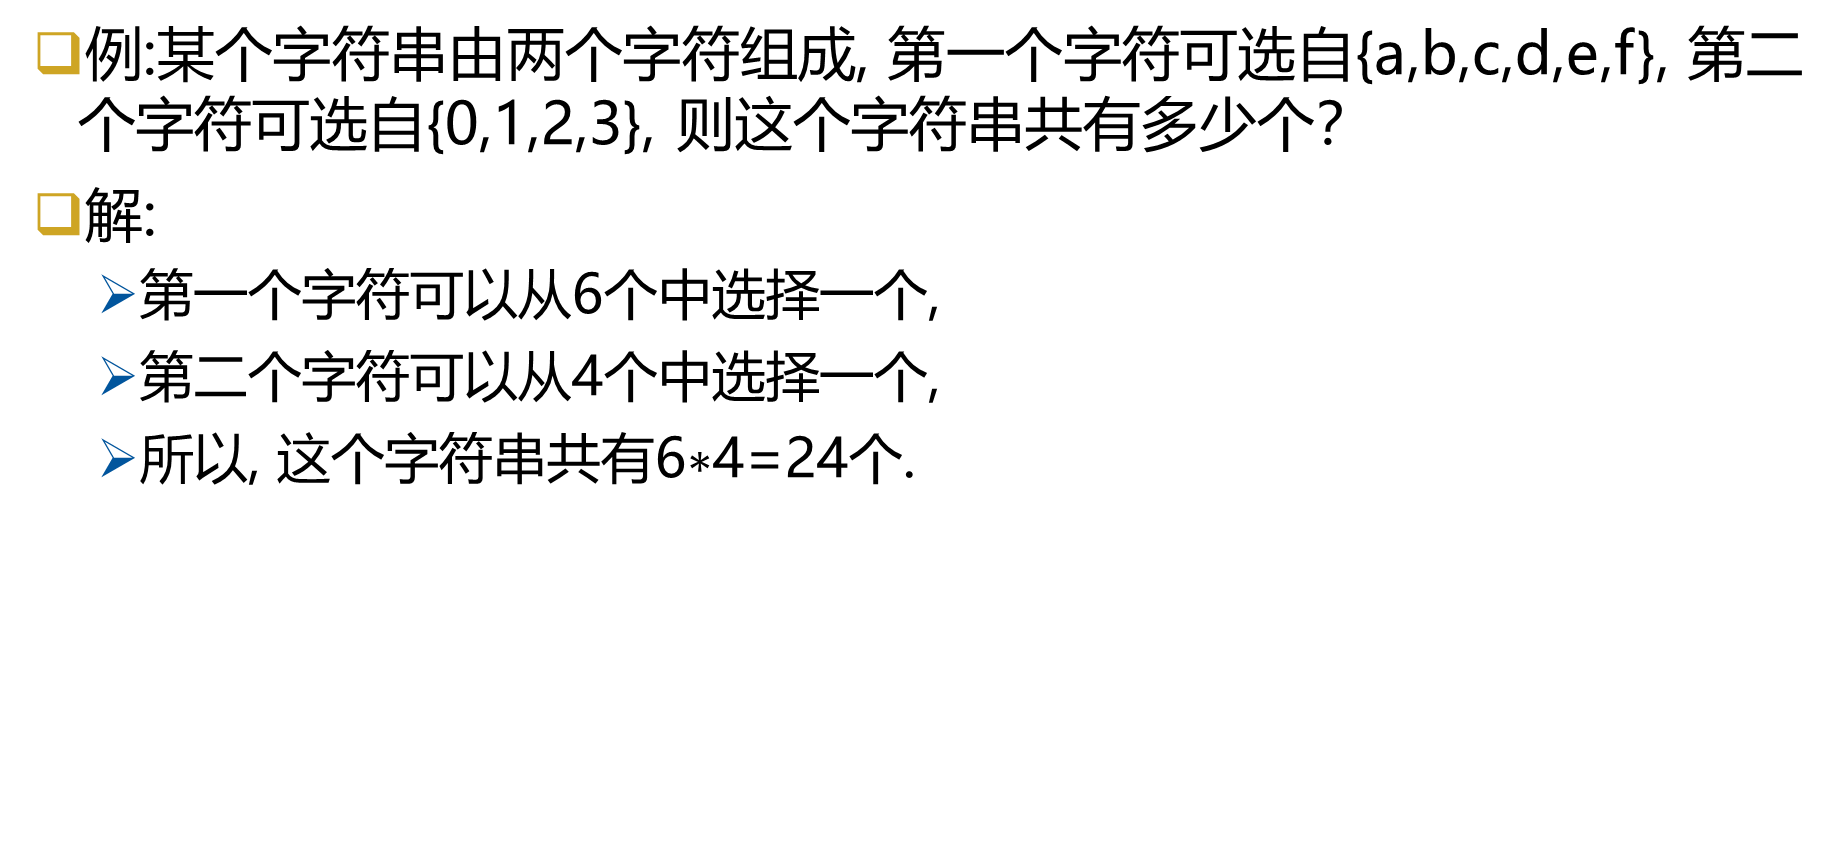 例:某个字符串由两个字符组成, 第一个字符可选自{a,b,c,d,e,f}, 第二
个字符可选自{0,1,2,3}, 则这个字符串共有多少个？
解:
第一个字符可以从6个中选择一个,
第二个字符可以从4个中选择一个,
所以, 这个字符串共有6*4=24个.